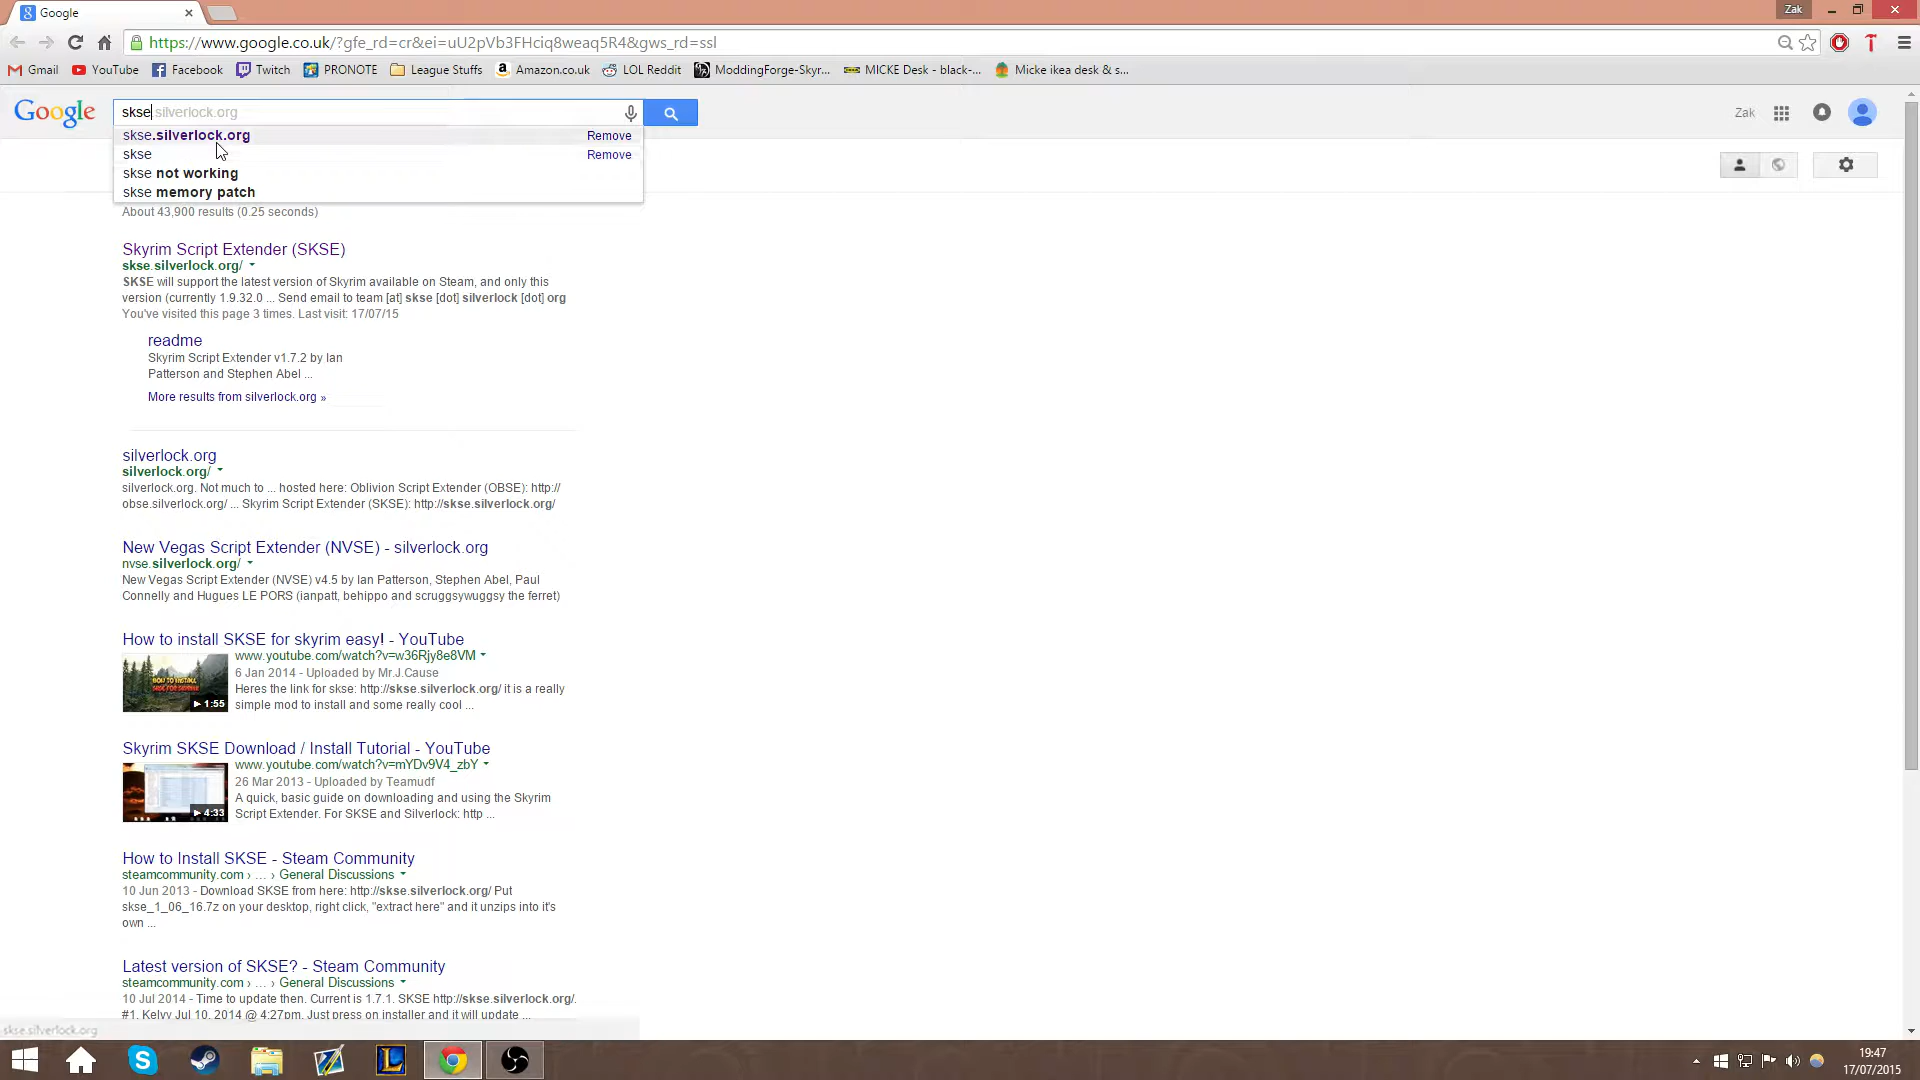 Google
Zak
https://www.google.co.uk/?gfe_rd=cr&ei=uU2pVb3FHciq8weaq5R4&gws_rd=ssl
Gmail YouTube Facebook Twitch PRONOTE League Stuffs Amazon.co.uk LOL Reddit ModdingForge-Skyr... MICKE Desk - black-... Micke ikea desk & s...
Google skse silverlock.org Zak
skse.silverlock.org Remove
skse Remove
skse not working
skse memory patch
About 43,900 results (0.25 seconds)
Skyrim Script Extender (SKSE)
skse.silverlock.org/
SKSE will support the latest version of Skyrim available on Steam, and only this
version (currently 1.9.32.0 ... Send email to team [at] skse [dot] silverlock [dot] org
You've visited this page 3 times. Last visit: 17/07/15
readme
Skyrim Script Extender v1.7.2 by Ian
Patterson and Stephen Abel ...
More results from silverlock.org »
silverlock.org
silverlock.org/
silverlock.org. Not much to ... hosted here: Oblivion Script Extender (OBSE): http://
obse.silverlock.org/ ... Skyrim Script Extender (SKSE): http://skse.silverlock.org/
New Vegas Script Extender (NVSE) - silverlock.org
nvse.silverlock.org/
New Vegas Script Extender (NVSE) v4.5 by Ian Patterson, Stephen Abel, Paul
Connelly and Hugues LE PORS (ianpatt, behippo and scruggsywuggsy the ferret)
How to install SKSE for skyrim easy! - YouTube
www.youtube.com/watch?v=w36Rjy8e8VM
6 Jan 2014 - Uploaded by Mr.J.Cause
Heres the link for skse: http://skse.silverlock.org/ it is a really
simple mod to install and some really cool ...
HOW TO INSTALL
SKSE FOR SKYRIM
1:55
Skyrim SKSE Download / Install Tutorial - YouTube
www.youtube.com/watch?v=mYDv9V4_zbY
26 Mar 2013 - Uploaded by Teamudf
A quick, basic guide on downloading and using the Skyrim
Script Extender. For SKSE and Silverlock: http ...
4:33
How to Install SKSE - Steam Community
steamcommunity.com › ... › General Discussions
10 Jun 2013 - Download SKSE from here: http://skse.silverlock.org/ Put
skse_1_06_16.7z on your desktop, right click, "extract here" and it unzips into it's
own ...
Latest version of SKSE? - Steam Community
steamcommunity.com › ... › General Discussions
10 Jul 2014 - Time to update then. Current is 1.7.1. SKSE http://skse.silverlock.org/.
#1. Kelvy Jul 10, 2014 @ 4:27pm. Just press on installer and it will update ...
skse.silverlock.org
19:47
17/07/2015